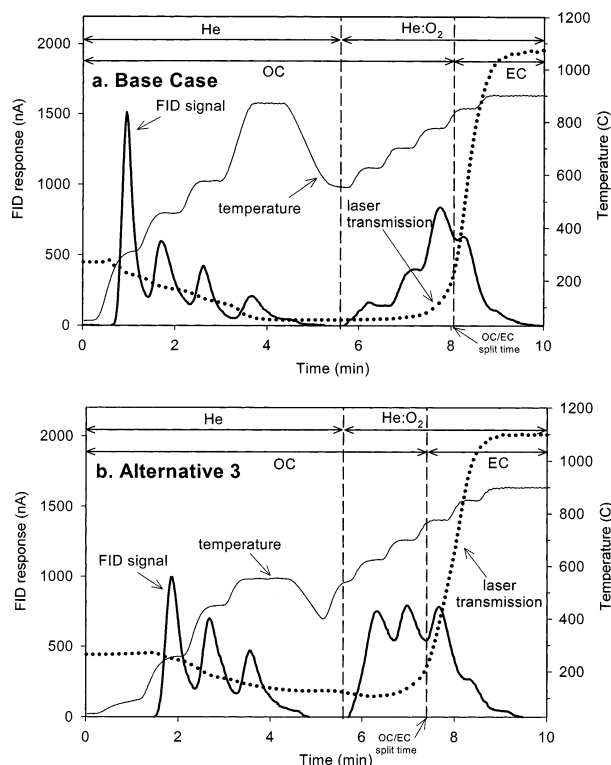 He
He:O2
OC
EC
a. Base Case
FID signal
temperature
laser
transmission
OC/EC
split time
FID response (nA)
2000
1500
1000
500
0
Temperature (C)
1200
1000
800
600
400
200
0
0
2
4
6
8
10
Time (min)
He
He:O2
OC
EC
b. Alternative 3
FID signal
temperature
laser
transmission
OC/EC
split time
FID response (nA)
2000
1500
1000
500
0
Temperature (C)
1200
1000
800
600
400
200
0
0
2
4
6
8
10
Time (min)